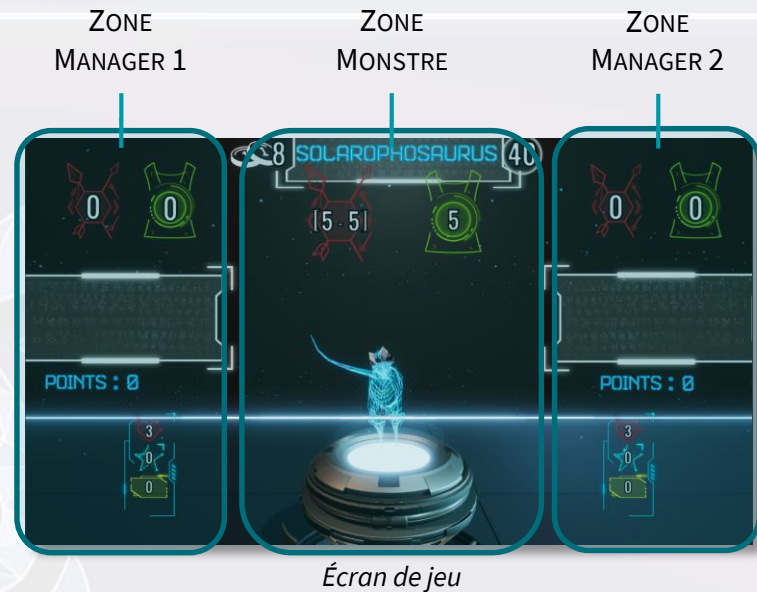 ZONE
MANAGER 1
ZONE
MONSTRE
ZONE
MANAGER 2
8 SOLAROPHOSAURUS 40
0 0
[5-5] 5
0 0
POINTS : 0
POINTS : 0
3
0
0
3
0
0
Écran de jeu